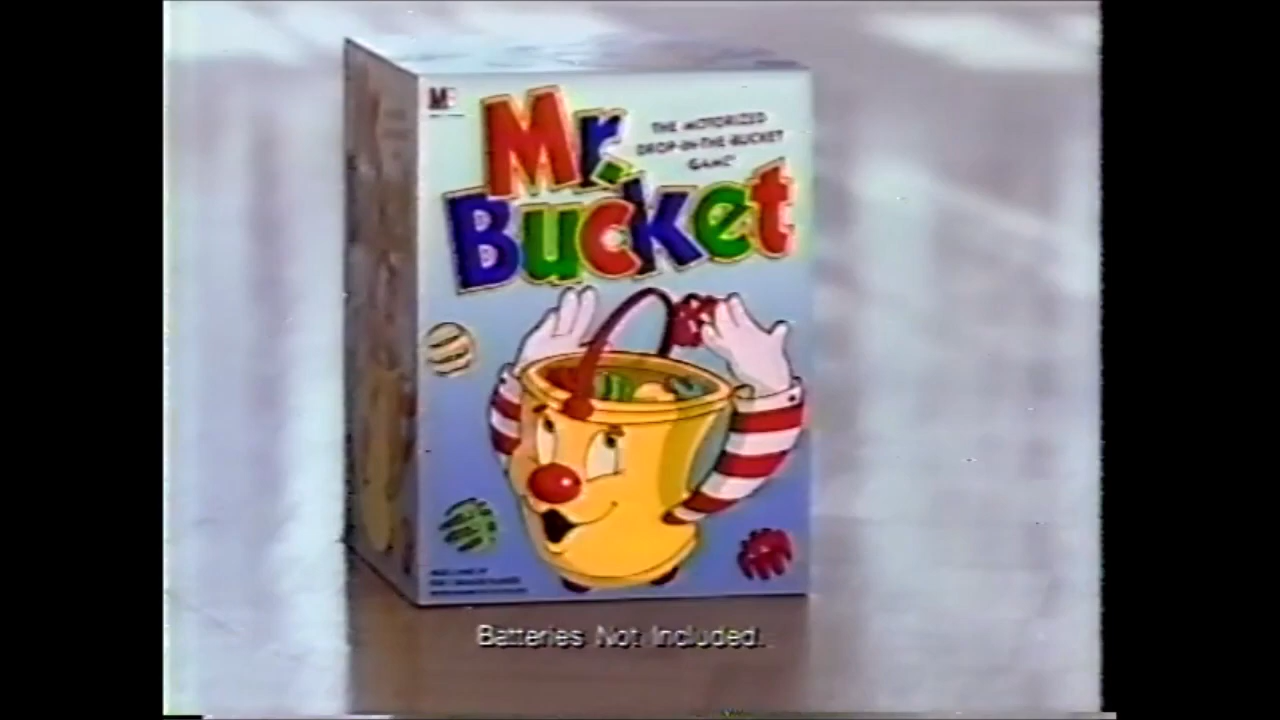 MB
Mr.
THE MOTORIZED
DROP-IN-THE-BUCKET
GAME
Bucket
Batteries Not Included.